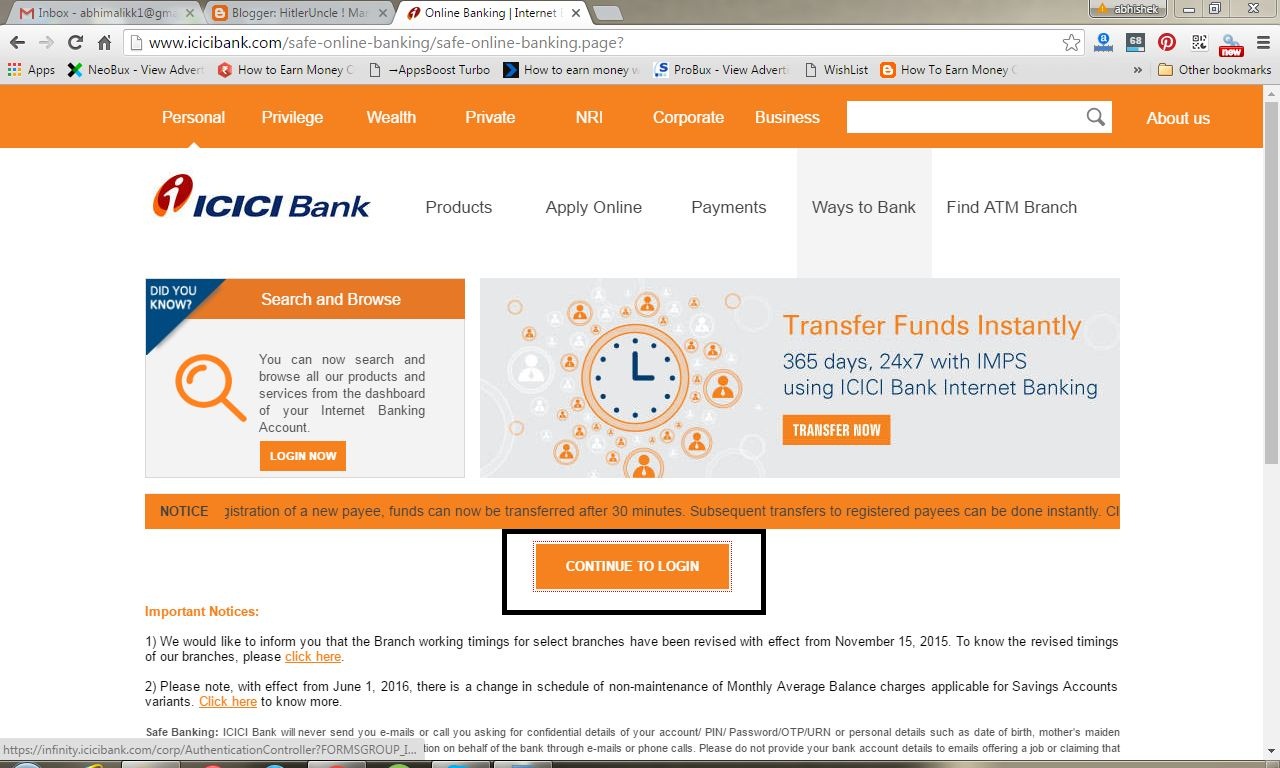 Inbox - abhimalikk1@gma
Blogger: HitlerUncle ! Mar
Online Banking | Internet
abhishek
www.icicibank.com/safe-online-banking/safe-online-banking.page?
68
new
Apps
NeoBux - View Advert
How to Earn Money
→AppsBoost Turbo
How to earn money w
ProBux - View Adverti
WishList
How To Earn Money
»
Other bookmarks
Personal
Privilege
Wealth
Private
NRI
Corporate
Business
About us
ICICI Bank
Products
Apply Online
Payments
Ways to Bank
Find ATM Branch
DID YOU
KNOW?
Search and Browse
You can now search and
browse all our products and
services from the dashboard
of your Internet Banking
Account.
LOGIN NOW
Transfer Funds Instantly
365 days, 24x7 with IMPS
using ICICI Bank Internet Banking
TRANSFER NOW
NOTICE gistration of a new payee, funds can now be transferred after 30 minutes. Subsequent transfers to registered payees can be done instantly. Cl
CONTINUE TO LOGIN
Important Notices:
1) We would like to inform you that the Branch working timings for select branches have been revised with effect from November 15, 2015. To know the revised timings
of our branches, please click here.
2) Please note, with effect from June 1, 2016, there is a change in schedule of non-maintenance of Monthly Average Balance charges applicable for Savings Accounts
variants. Click here to know more.
Safe Banking: ICICI Bank will never send you e-mails or call you asking for confidential details of your account/ PIN/ Password/OTP/URN or personal details such as date of birth, mother's maiden
https://infinity.icicibank.com/corp/AuthenticationController?FORMSGROUP_I...
tion on behalf of the bank through e-mails or phone calls. Please do not provide your bank account details to emails offering a job or claiming that